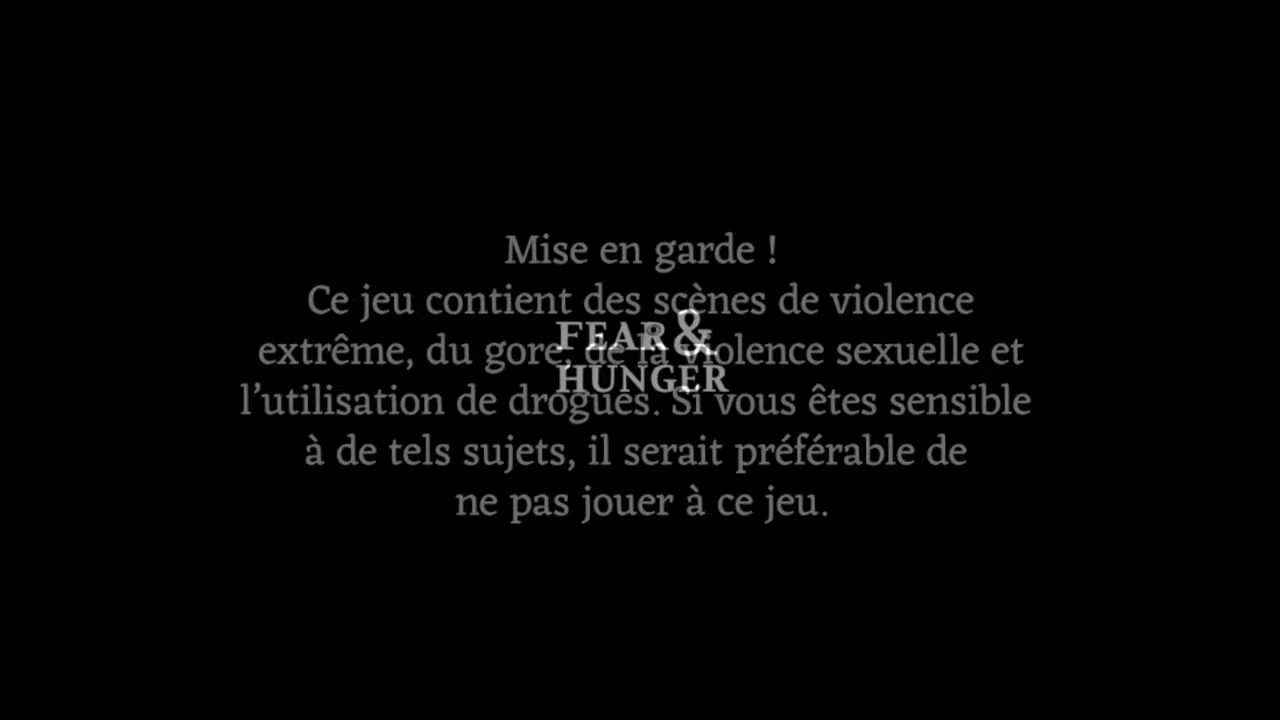 Mise en garde !
Ce jeu contient des scènes de violence
extrême, du gore, de la violence sexuelle et
l’utilisation de drogues. Si vous êtes sensible
à de tels sujets, il serait préférable de
ne pas jouer à ce jeu.
FEAR &
HUNGER